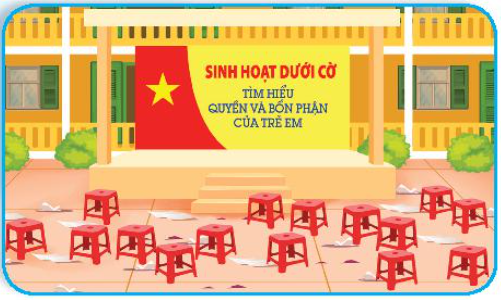 SINH HOẠT DƯỚI CỜ
TÌM HIỂU
QUYỀN VÀ BỔN PHẬN
CỦA TRẺ EM